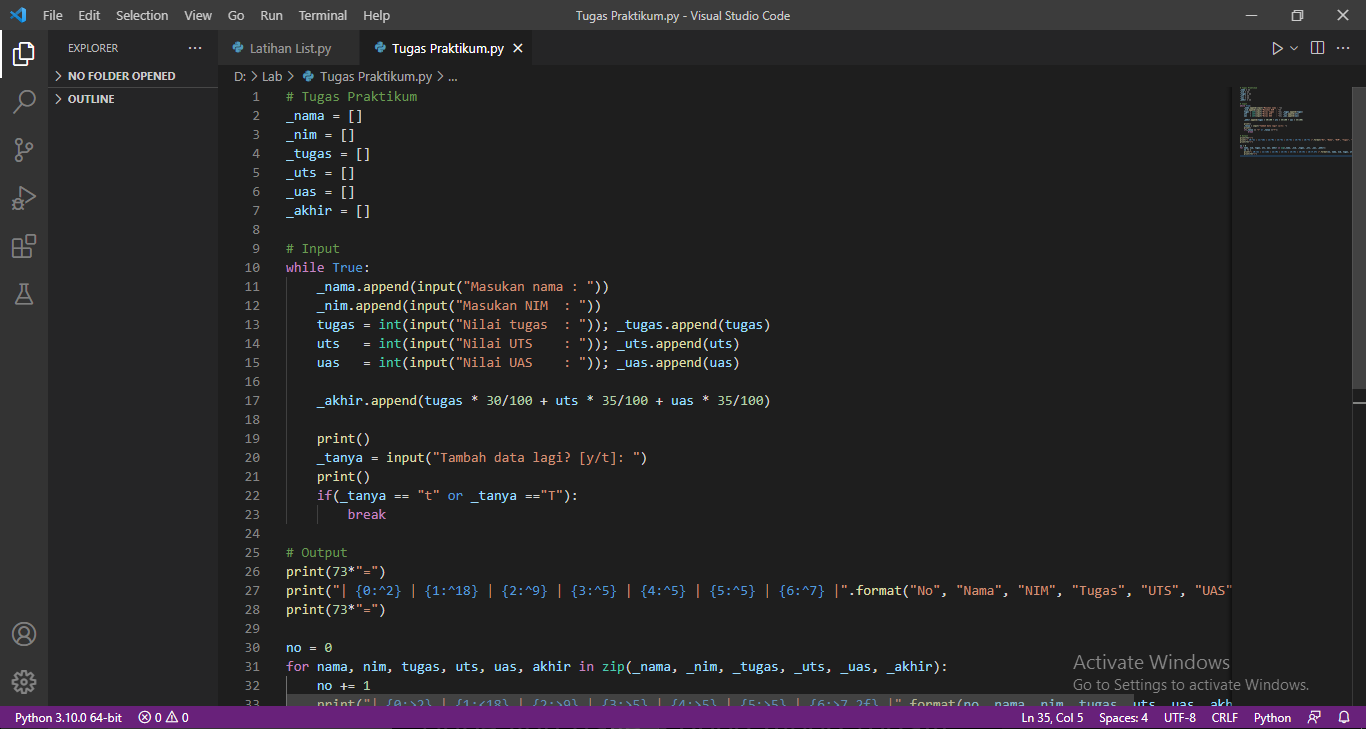 File Edit Selection View Go Run Terminal Help Tugas Praktikum.py - Visual Studio Code
EXPLORER
NO FOLDER OPENED
OUTLINE
Latihan List.py Tugas Praktikum.py
D: > Lab > Tugas Praktikum.py > ...
1 # Tugas Praktikum
2 _nama = []
3 _nim = []
4 _tugas = []
5 _uts = []
6 _uas = []
7 _akhir = []
8
9 # Input
10 while True:
11     _nama.append(input("Masukan nama : "))
12     _nim.append(input("Masukan NIM  : "))
13     tugas = int(input("Nilai tugas  : ")); _tugas.append(tugas)
14     uts   = int(input("Nilai UTS    : ")); _uts.append(uts)
15     uas   = int(input("Nilai UAS    : ")); _uas.append(uas)
16
17     _akhir.append(tugas * 30/100 + uts * 35/100 + uas * 35/100)
18
19     print()
20     _tanya = input("Tambah data lagi? [y/t]: ")
21     print()
22     if(_tanya == "t" or _tanya =="T"):
23         break
24
25 # Output
26 print(73*"=")
27 print("| {0:^2} | {1:^18} | {2:^9} | {3:^5} | {4:^5} | {5:^5} | {6:^7} |".format("No", "Nama", "NIM", "Tugas", "UTS", "UAS"
28 print(73*"=")
29
30 no = 0
31 for nama, nim, tugas, uts, uas, akhir in zip(_nama, _nim, _tugas, _uts, _uas, _akhir):
32     no += 1
33     print("| {0:>2} | {1:<18} | {2:>9} | {3:>5} | {4:>5} | {5:>5} | {6:>7.2f} |".format(no, nama, nim, tugas, uts, uas, akh
Activate Windows
Go to Settings to activate Windows.
Python 3.10.0 64-bit 0 0 Ln 35, Col 5 Spaces: 4 UTF-8 CRLF Python